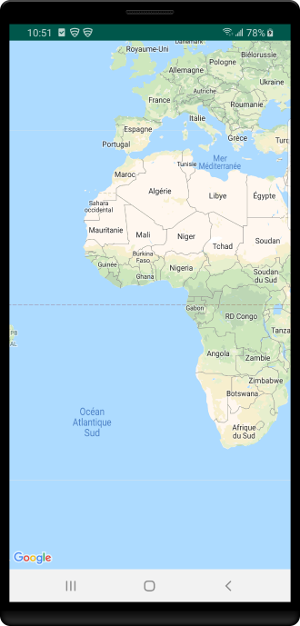 10:51 78%
Danemark
Royaume-Uni
Biélorussie
Pologne
Allemagne
Ukraine
Autriche
France
Roumanie
Italie
Espagne
Grèce
Portugal
Turc
Mer
Méditerranée
Tunisie
Maroc
Algérie
Libye
Égypte
Sahara
occidental
Mauritanie
Mali
Niger
Tchad
Soudan
Burkina
Faso
Guinée
Nigeria
Ghana
Soudan
du Sud
Gabon
RD Congo
Tanza
Angola
Zambie
Zimbabwe
Botswana
Océan
Atlantique
Sud
Afrique
du Sud
Google